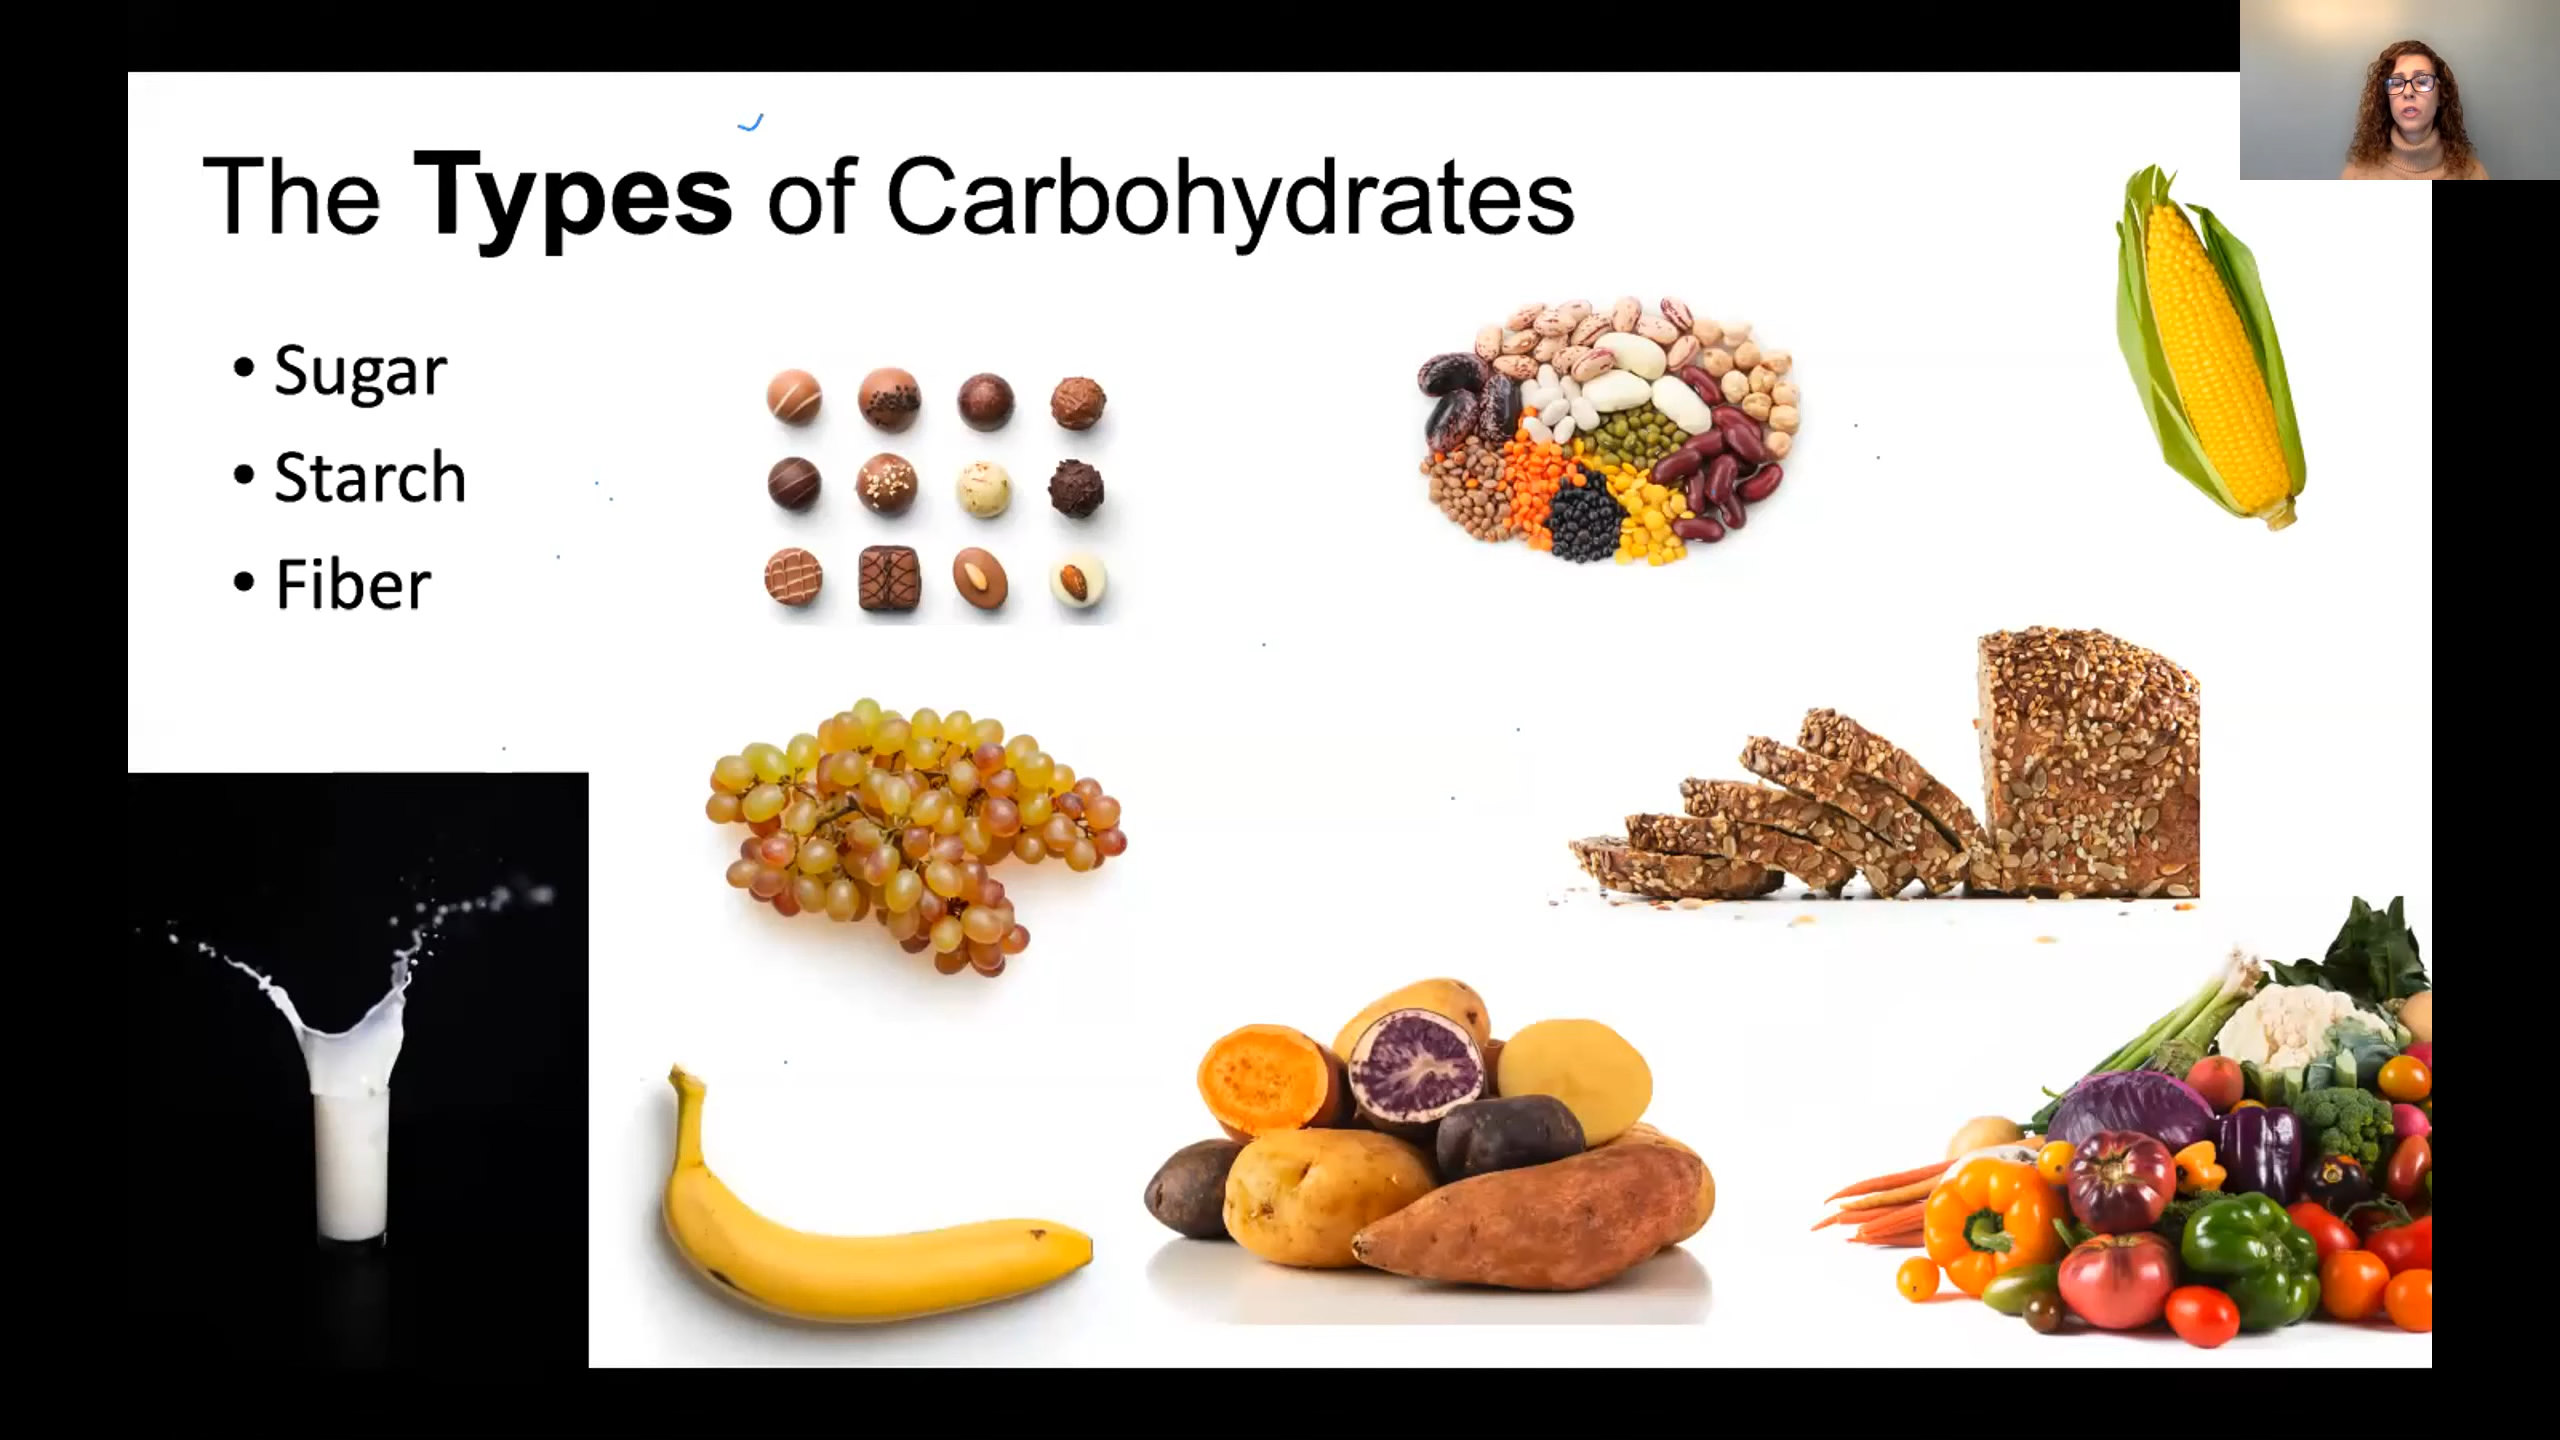 The Types of Carbohydrates
• Sugar
• Starch
• Fiber